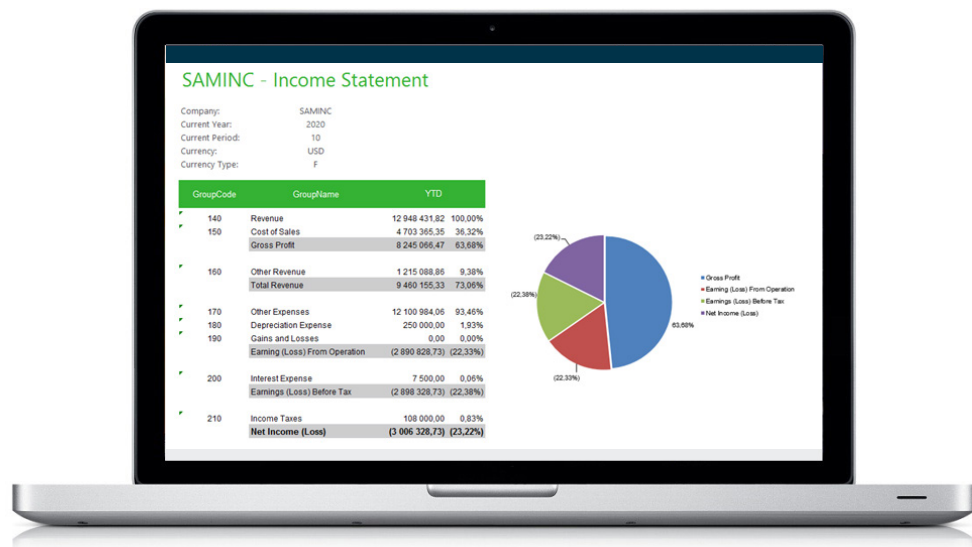 SAMINC - Income Statement
Company: SAMINC
Current Year: 2020
Current Period: 10
Currency: USD
Currency Type: F
GroupCode GroupName YTD
140 Revenue 12 948 431,82 100,00%
150 Cost of Sales 4 703 365,35 36,32%
Gross Profit 8 245 066,47 63,68%
160 Other Revenue 1 215 088,86 9,38%
Total Revenue 9 460 155,33 73,06%
170 Other Expenses 12 100 984,06 93,46%
180 Depreciation Expense 250 000,00 1,93%
190 Gains and Losses 0,00 0,00%
Earning (Loss) From Operation (2 890 828,73) (22,33%)
200 Interest Expense 7 500,00 0,06%
Earnings (Loss) Before Tax (2 898 328,73) (22,38%)
210 Income Taxes 108 000,00 0,83%
Net Income (Loss) (3 006 328,73) (23,22%)
(23,22%)
(22,38%)
63,68%
(22,33%)
Gross Profit
Earning (Loss) From Operation
Earnings (Loss) Before Tax
Net Income (Loss)